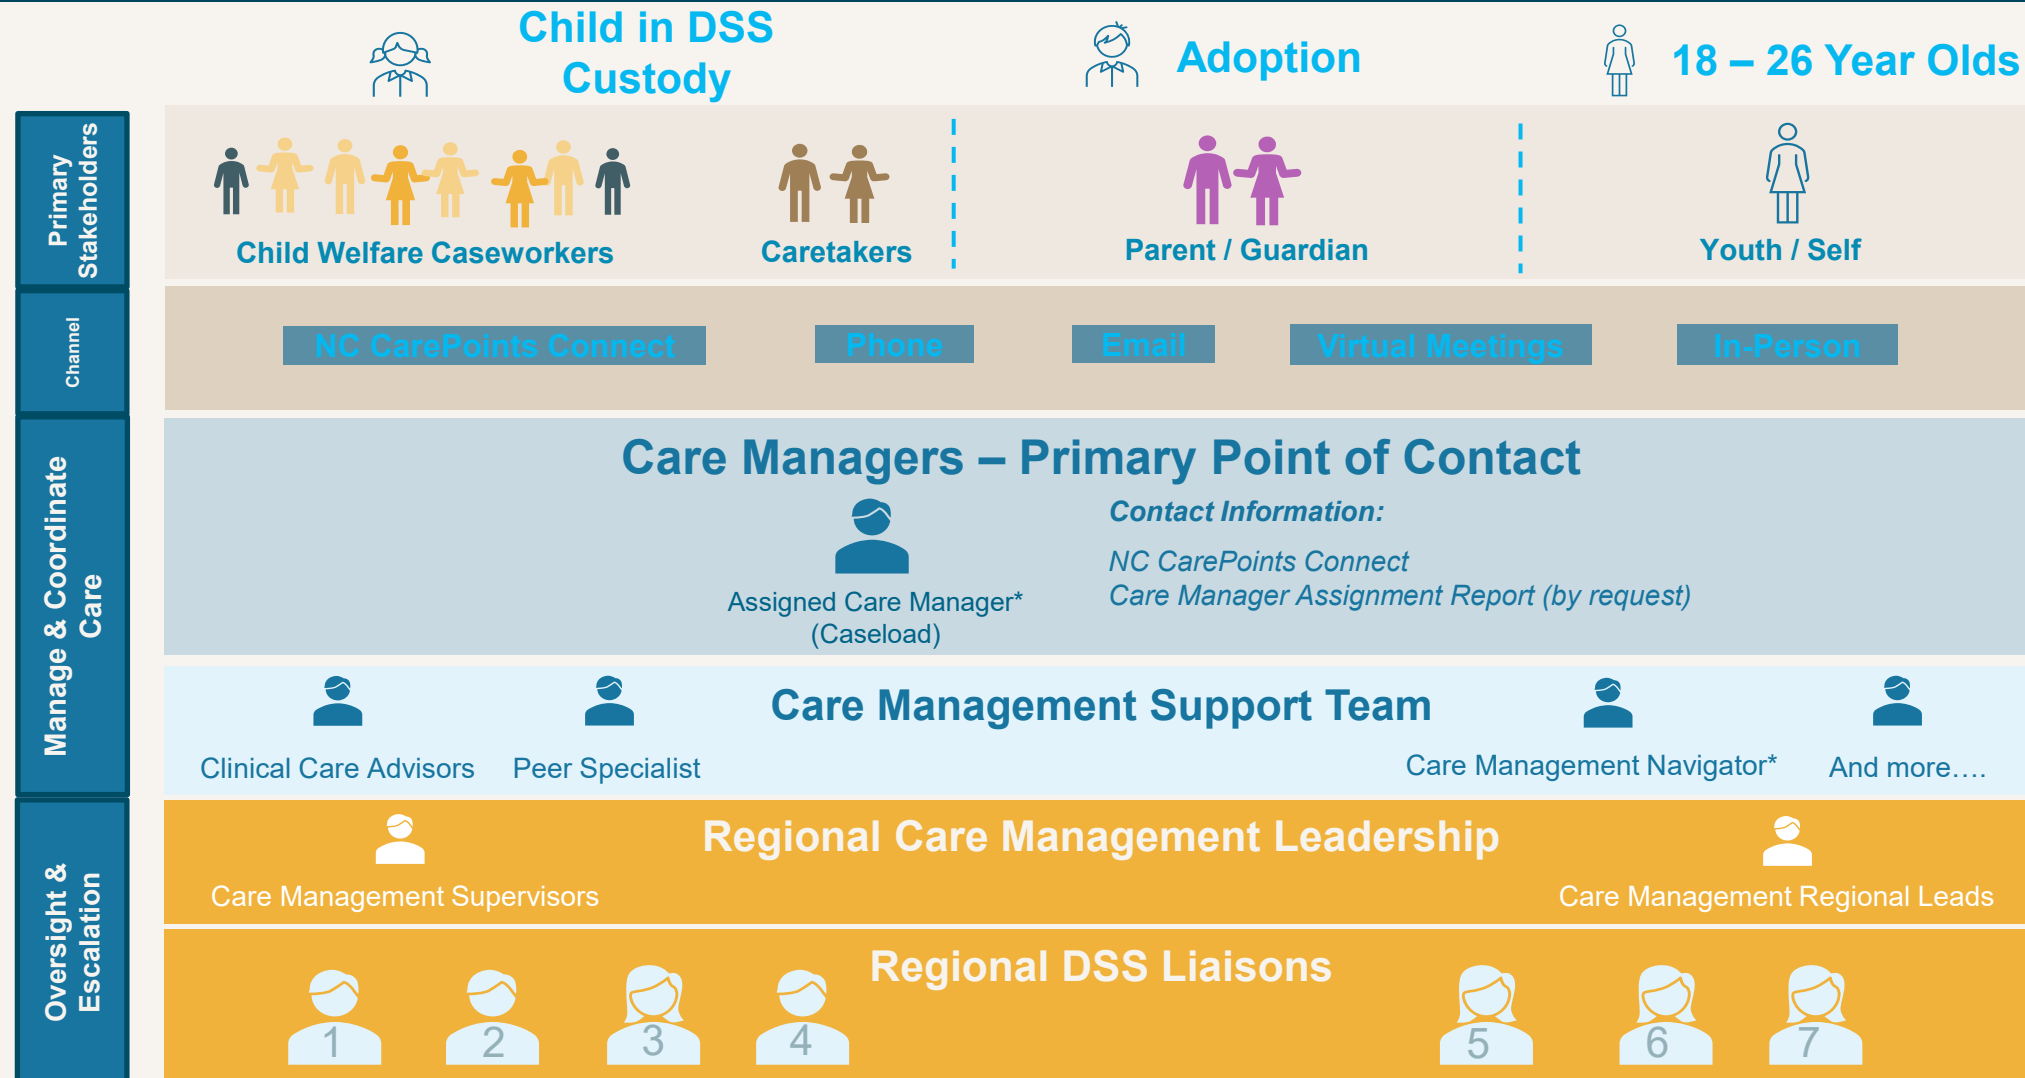 Child in DSS
Custody
Adoption
18 – 26 Year Olds
Primary
Stakeholders
Child Welfare Caseworkers
Caretakers
Parent / Guardian
Youth / Self
Channel
NC CarePoints Connect
Phone
Email
Virtual Meetings
In-Person
Manage & Coordinate
Care
Care Managers – Primary Point of Contact
Assigned Care Manager*
(Caseload)
Contact Information:
NC CarePoints Connect
Care Manager Assignment Report (by request)
Care Management Support Team
Clinical Care Advisors
Peer Specialist
Care Management Navigator*
And more….
Oversight &
Escalation
Regional Care Management Leadership
Care Management Supervisors
Care Management Regional Leads
Regional DSS Liaisons
1
2
3
4
5
6
7